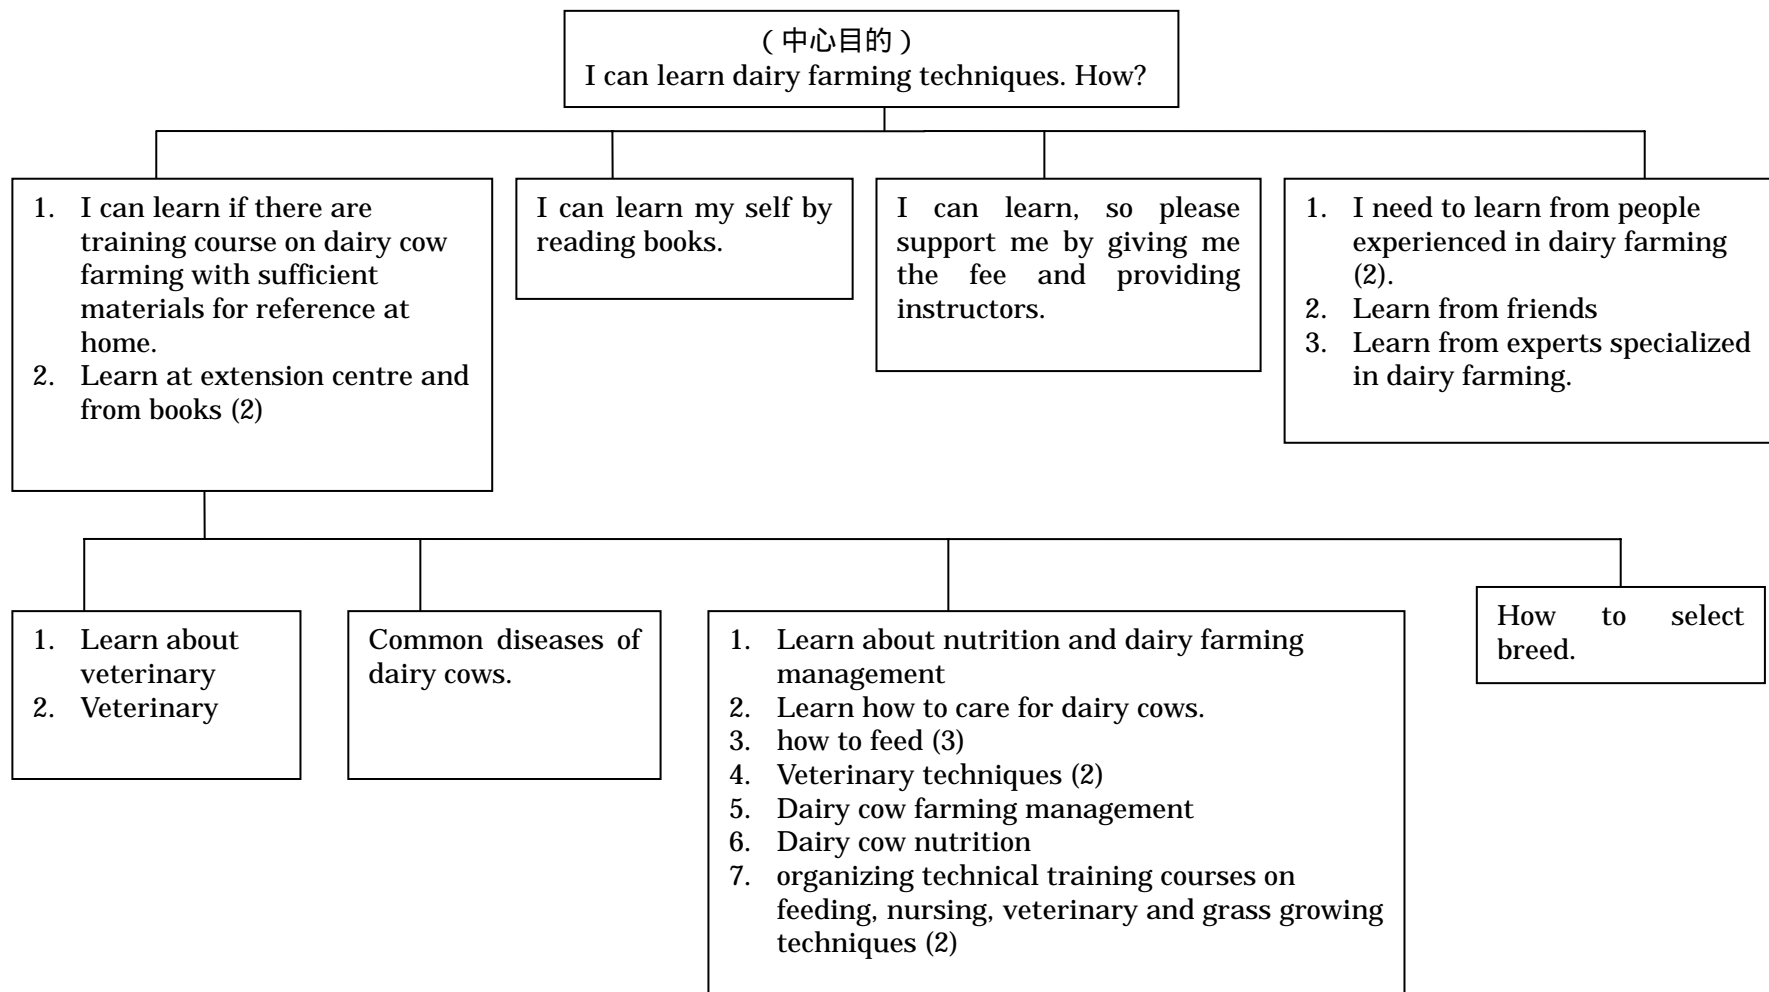 （中心目的）
I can learn dairy farming techniques. How?
1. I can learn if there are
training course on dairy cow
farming with sufficient
materials for reference at
home.
2. Learn at extension centre and
from books (2)
I can learn my self by
reading books.
I can learn, so please
support me by giving me
the fee and providing
instructors.
1. I need to learn from people
experienced in dairy farming
(2).
2. Learn from friends
3. Learn from experts specialized
in dairy farming.
1. Learn about
veterinary
2. Veterinary
Common diseases of
dairy cows.
1. Learn about nutrition and dairy farming
management
2. Learn how to care for dairy cows.
3. how to feed (3)
4. Veterinary techniques (2)
5. Dairy cow farming management
6. Dairy cow nutrition
7. organizing technical training courses on
feeding, nursing, veterinary and grass growing
techniques (2)
How to select
breed.